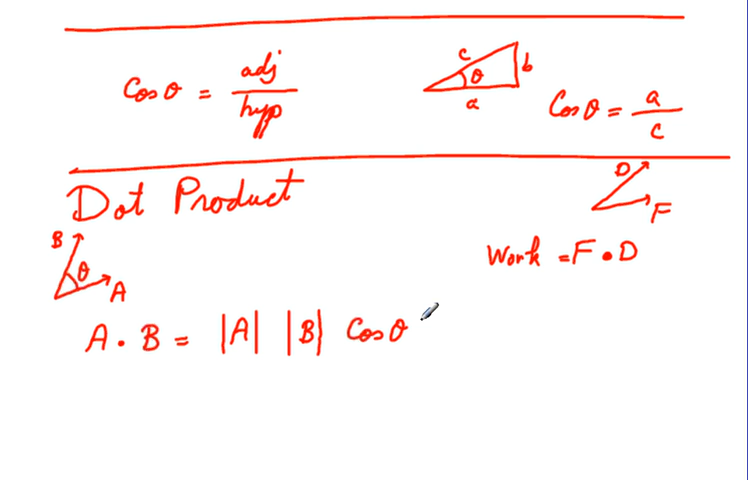 Cos θ = adj / hyp
c
θ
b
a
Cos θ = a / c
Dot Product
D
F
B
θ
A
Work = F • D
A • B = |A| |B| Cos θ